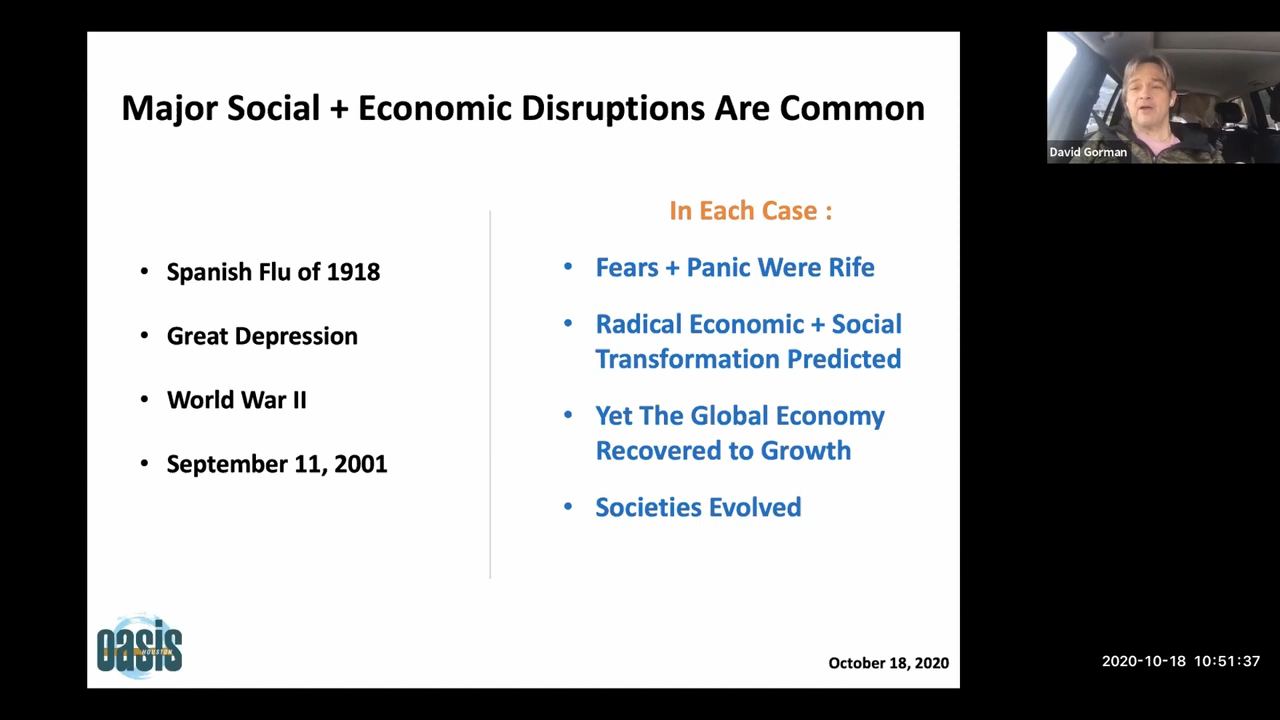 Major Social + Economic Disruptions Are Common
• Spanish Flu of 1918
• Great Depression
• World War II
• September 11, 2001
In Each Case :
• Fears + Panic Were Rife
• Radical Economic + Social
Transformation Predicted
• Yet The Global Economy
Recovered to Growth
• Societies Evolved
oasis
HOUSTON
October 18, 2020
David Gorman
2020-10-18 10:51:37